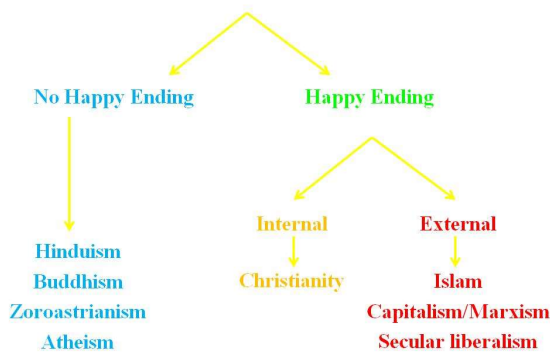 No Happy Ending
Happy Ending
Internal
External
Hinduism
Buddhism
Zoroastrianism
Atheism
Christianity
Islam
Capitalism/Marxism
Secular liberalism